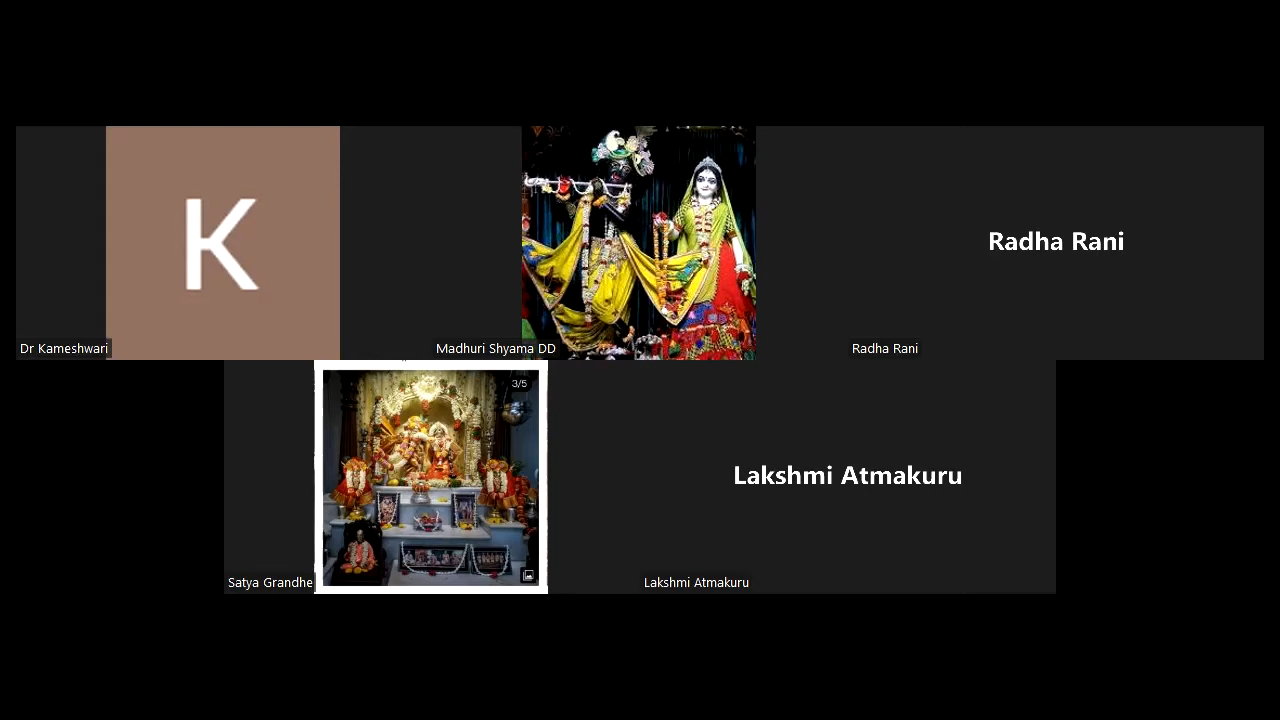 K
Radha Rani
Dr Kameshwari
Madhuri Shyama DD
Radha Rani
3/5
Lakshmi Atmakuru
Satya Grandhe
Lakshmi Atmakuru